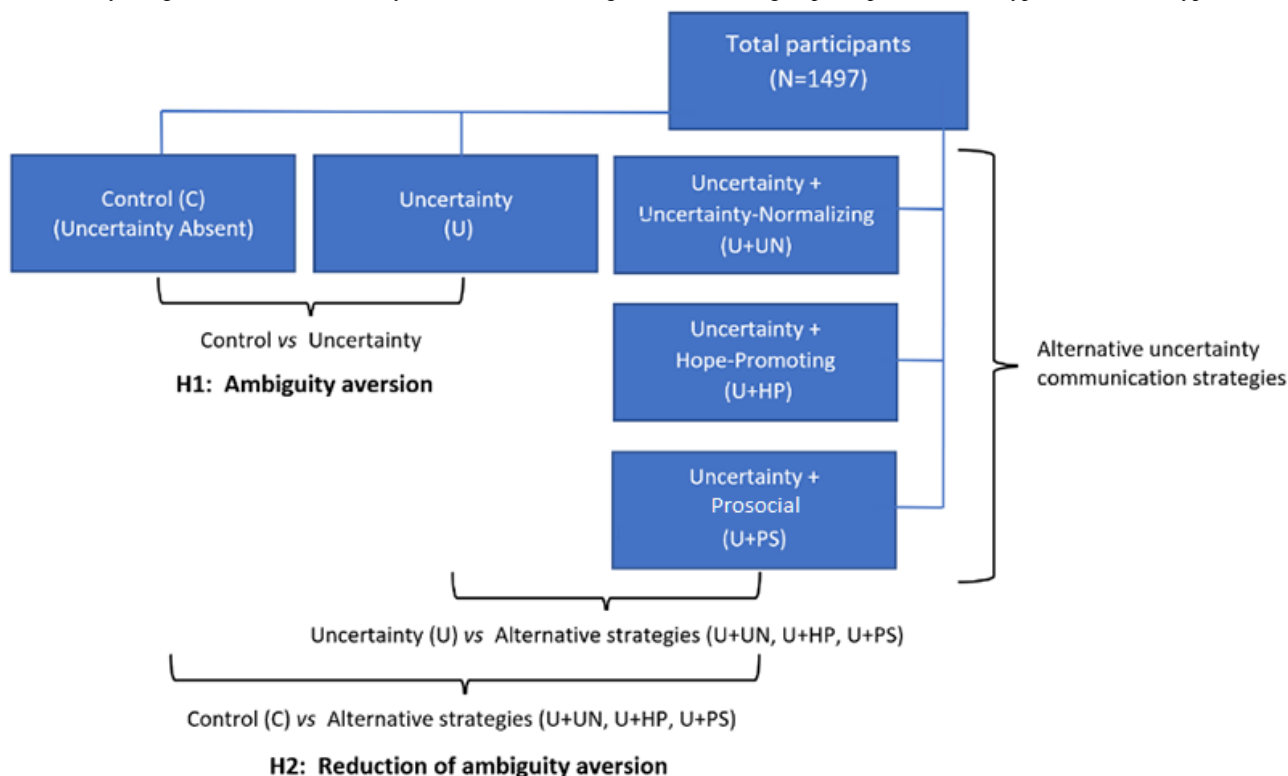 Total participants
(N=1497)
Control (C)
(Uncertainty Absent)
Uncertainty
(U)
Uncertainty +
Uncertainty-Normalizing
(U+UN)
Control vs Uncertainty
H1: Ambiguity aversion
Uncertainty +
Hope-Promoting
(U+HP)
Alternative uncertainty
communication strategies
Uncertainty +
Prosocial
(U+PS)
Uncertainty (U) vs Alternative strategies (U+UN, U+HP, U+PS)
Control (C) vs Alternative strategies (U+UN, U+HP, U+PS)
H2: Reduction of ambiguity aversion